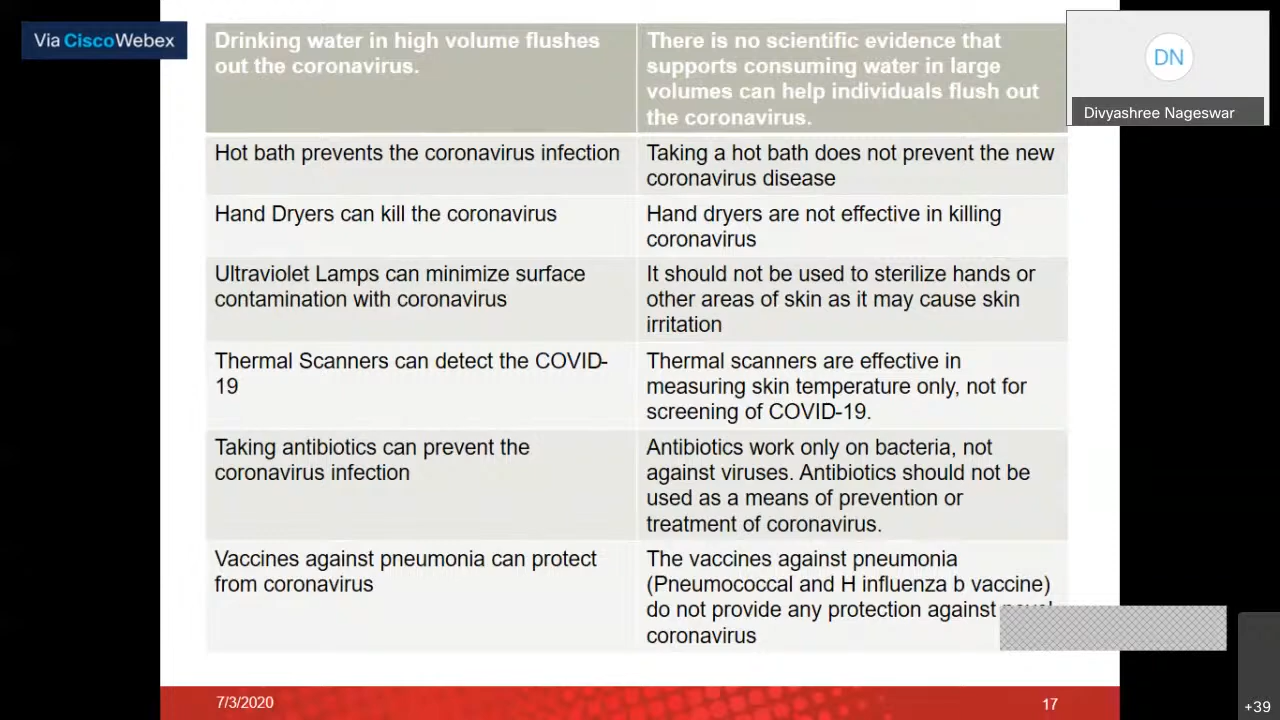 Via Cisco Webex
Drinking water in high volume flushes
out the coronavirus.
There is no scientific evidence that
supports consuming water in large
volumes can help individuals flush out
the coronavirus.
DN
Divyashree Nageswar
Hot bath prevents the coronavirus infection
Taking a hot bath does not prevent the new
coronavirus disease
Hand Dryers can kill the coronavirus
Hand dryers are not effective in killing
coronavirus
Ultraviolet Lamps can minimize surface
contamination with coronavirus
It should not be used to sterilize hands or
other areas of skin as it may cause skin
irritation
Thermal Scanners can detect the COVID-
19
Thermal scanners are effective in
measuring skin temperature only, not for
screening of COVID-19.
Taking antibiotics can prevent the
coronavirus infection
Antibiotics work only on bacteria, not
against viruses. Antibiotics should not be
used as a means of prevention or
treatment of coronavirus.
Vaccines against pneumonia can protect
from coronavirus
The vaccines against pneumonia
(Pneumococcal and H influenza b vaccine)
do not provide any protection against
coronavirus
7/3/2020
17
+39